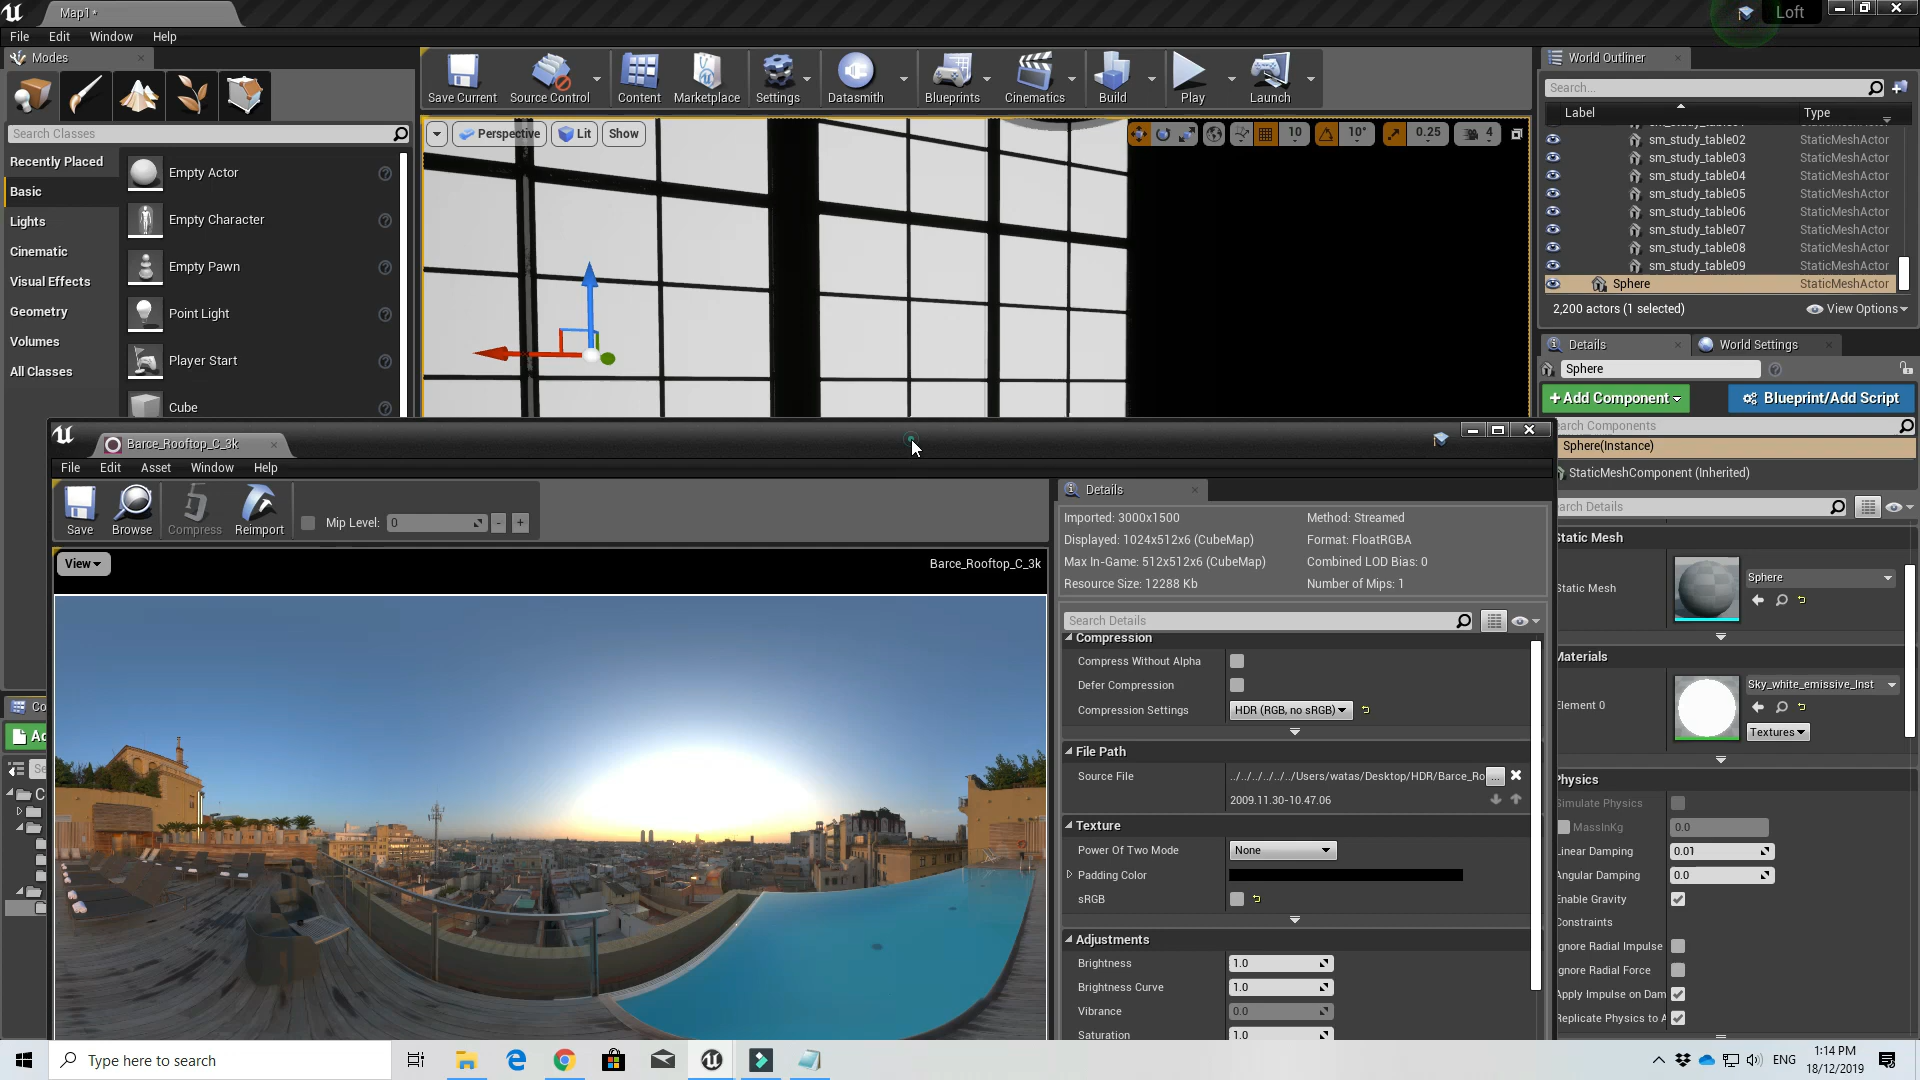 Map1*
Loft
File Edit Window Help
Modes
Save Current
Source Control
Content
Marketplace
Settings
Datasmith
Blueprints
Cinematics
Build
Play
Launch
Search Classes
Recently Placed
Basic
Lights
Cinematic
Visual Effects
Geometry
Volumes
All Classes
Empty Actor
Empty Character
Empty Pawn
Point Light
Player Start
Cube
Perspective
Lit
Show
10
10°
0.25
4
World Outliner
Search...
Label Type
sm_study_table02 StaticMeshActor
sm_study_table03 StaticMeshActor
sm_study_table04 StaticMeshActor
sm_study_table05 StaticMeshActor
sm_study_table06 StaticMeshActor
sm_study_table07 StaticMeshActor
sm_study_table08 StaticMeshActor
sm_study_table09 StaticMeshActor
Sphere StaticMeshActor
2,200 actors (1 selected) View Options
Details World Settings
Sphere
+Add Component Blueprint/Add Script
earch Components
Sphere(Instance)
StaticMeshComponent (Inherited)
earch Details
Static Mesh
Static Mesh
Sphere
Materials
Element 0
Sky_white_emissive_Inst
Textures
Physics
Simulate Physics
MassInKg 0.0
Linear Damping 0.01
Angular Damping 0.0
Enable Gravity
Constraints
gnore Radial Impulse
gnore Radial Force
Apply Impulse on Dam
Replicate Physics to A
Barce_Rooftop_C_3k
File Edit Asset Window Help
Save
Browse
Compress
Reimport
Mip Level: 0 - +
View
Barce_Rooftop_C_3k
Details
Imported: 3000x1500
Method: Streamed
Displayed: 1024x512x6 (CubeMap)
Format: FloatRGBA
Max In-Game: 512x512x6 (CubeMap)
Combined LOD Bias: 0
Resource Size: 12288 Kb
Number of Mips: 1
Search Details
Compression
Compress Without Alpha
Defer Compression
Compression Settings HDR (RGB, no sRGB)
File Path
Source File ../../../../../../Users/watas/Desktop/HDR/Barce_Ro ...
2009.11.30-10.47.06
Texture
Power Of Two Mode None
Padding Color
sRGB
Adjustments
Brightness 1.0
Brightness Curve 1.0
Vibrance 0.0
Saturation 1.0
Co
Ad
Se
C
Type here to search
ENG
1:14 PM
18/12/2019